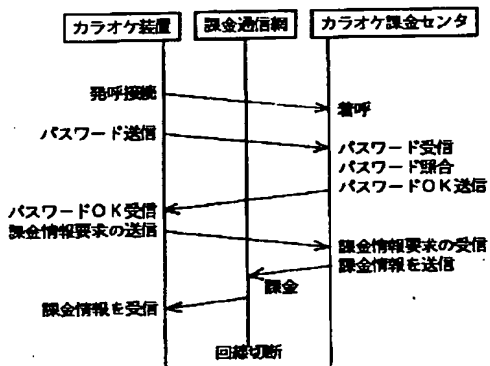 カラオケ装置
課金通信網
カラオケ課金センタ
発呼接続
着呼
パスワード送信
パスワード受信
パスワード照合
パスワードOK送信
パスワードOK受信
課金情報要求の送信
課金情報要求の受信
課金情報を送信
課金
課金情報を受信
回線切断